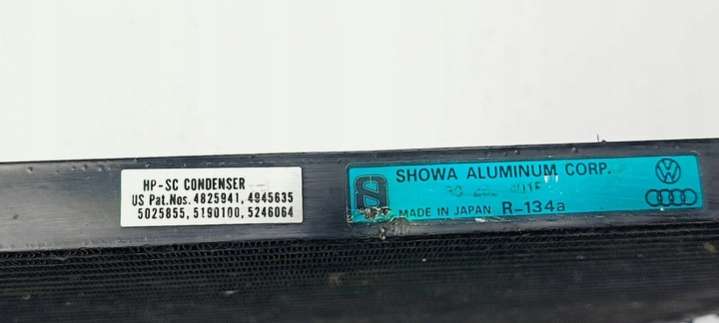 HP-SC CONDENSER
US Pat.Nos. 4825941, 4945635
5025855, 5190100, 5246064
SHOWA ALUMINUM CORP.
MADE IN JAPAN R-134a